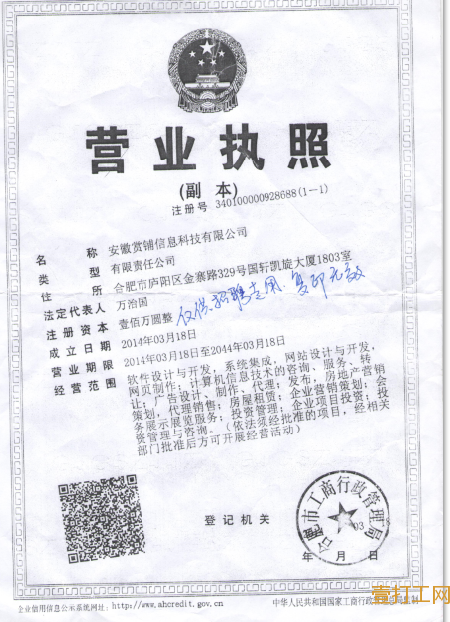 营业执照
(副 本)
注册号 340100000928688(1-1)
名 称 安徽赏铺信息科技有限公司
类 型 有限责任公司
住 所 合肥市庐阳区金寨路329号国轩凯旋大厦1803室
法定代表人 万治国
仅供招聘专用 复印无效
注册资本 壹佰万圆整
成立日期 2014年03月18日
营业期限 2014年03月18日至2044年03月18日
经营范围 软件设计与开发，系统集成，网站设计与开发，
网页制作；计算机信息技术的咨询、服务、转
让；广告设计、制作、代理；发布，房地产营销
策划，代理销售；房屋租赁；企业营销策划；会
务展示展览服务；投资管理；企业项目投资；投
资管理与咨询。（依法须经批准的项目，经相关
部门批准后方可开展经营活动）
登记机关
合肥市工商行政管理局
03
年 月 日
企业信用信息公示系统网址：http://www.ahcredit.gov.cn
中华人民共和国国家工商行政管理总局监制
壹打工网